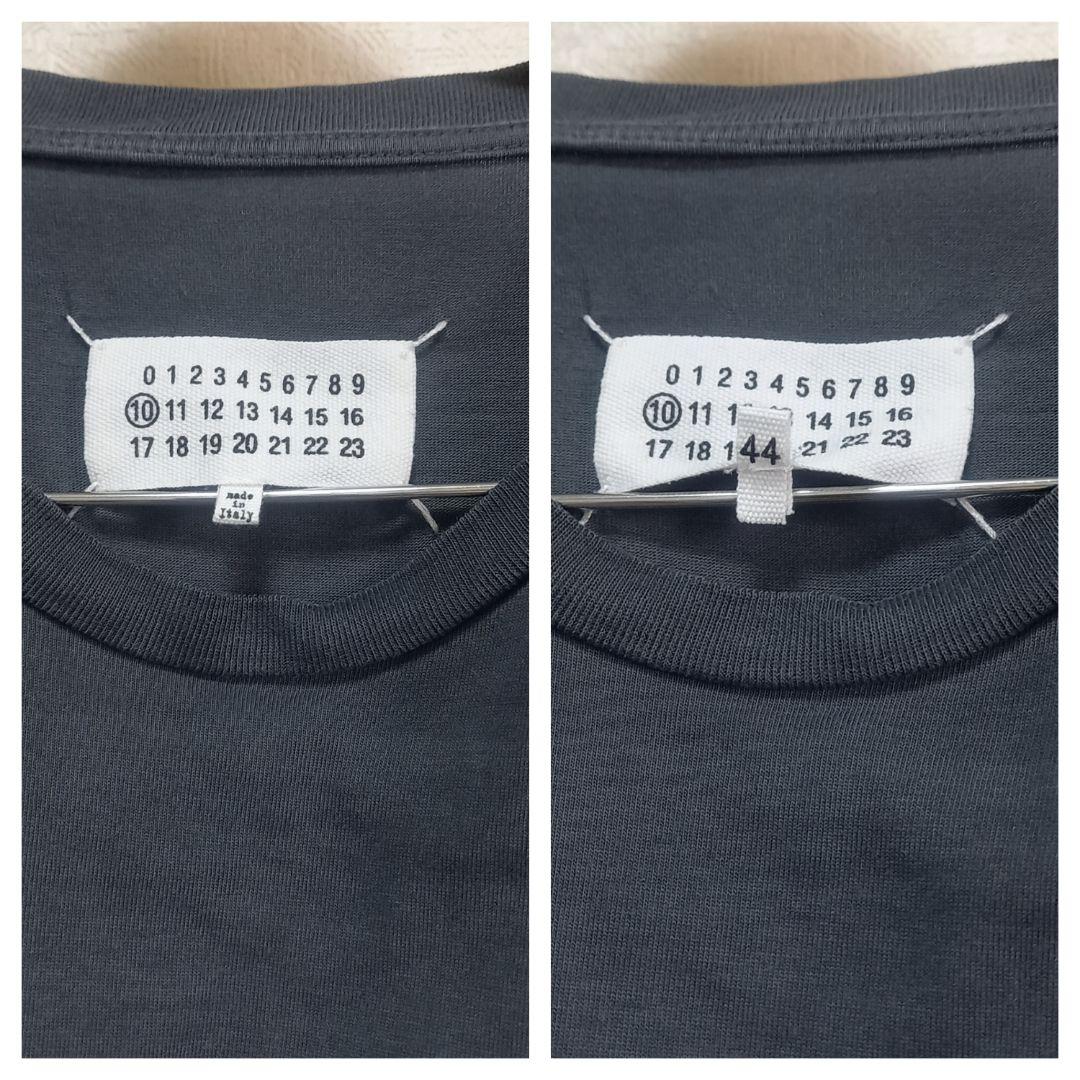 0 1 2 3 4 5 6 7 8 9
10 11 12 13 14 15 16
17 18 19 20 21 22 23
made
in
Italy
0 1 2 3 4 5 6 7 8 9
10 11 14 15 16
17 18 21 22 23
44